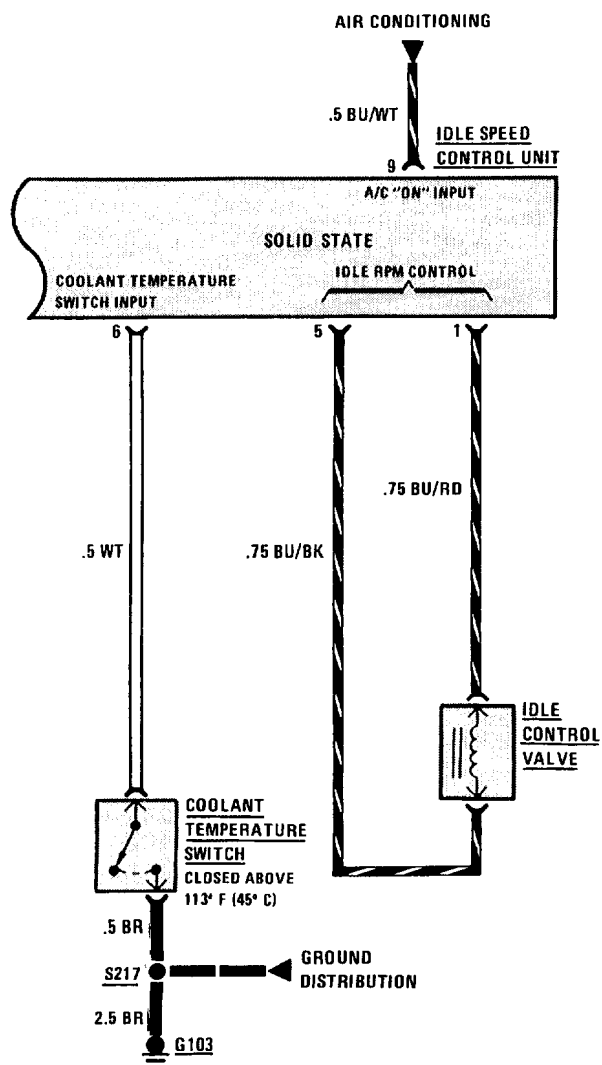 AIR CONDITIONING
.5 BU/WT
IDLE SPEED
CONTROL UNIT
9
A/C "ON" INPUT
SOLID STATE
IDLE RPM CONTROL
COOLANT TEMPERATURE
SWITCH INPUT
6
5
1
.75 BU/RD
.5 WT
.75 BU/BK
IDLE
CONTROL
VALVE
COOLANT
TEMPERATURE
SWITCH
CLOSED ABOVE
113° F (45° C)
.5 BR
GROUND
DISTRIBUTION
S217
2.5 BR
G103